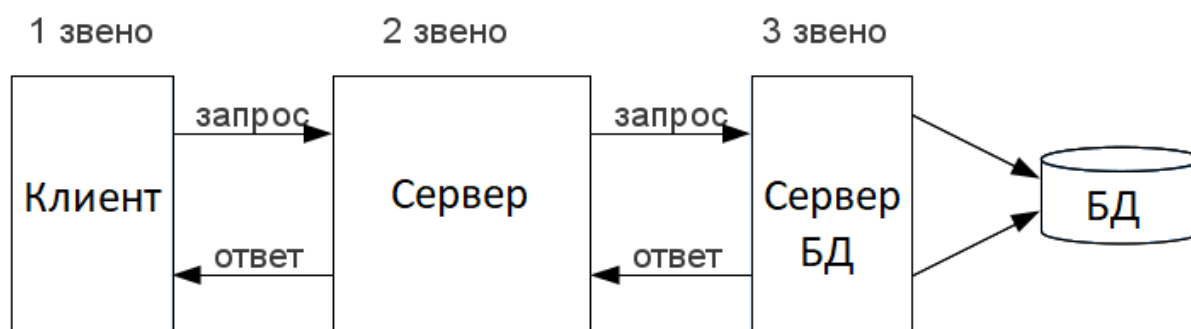 1 звено
2 звено
3 звено
запрос
запрос
Клиент
Сервер
Сервер
БД
БД
ответ
ответ